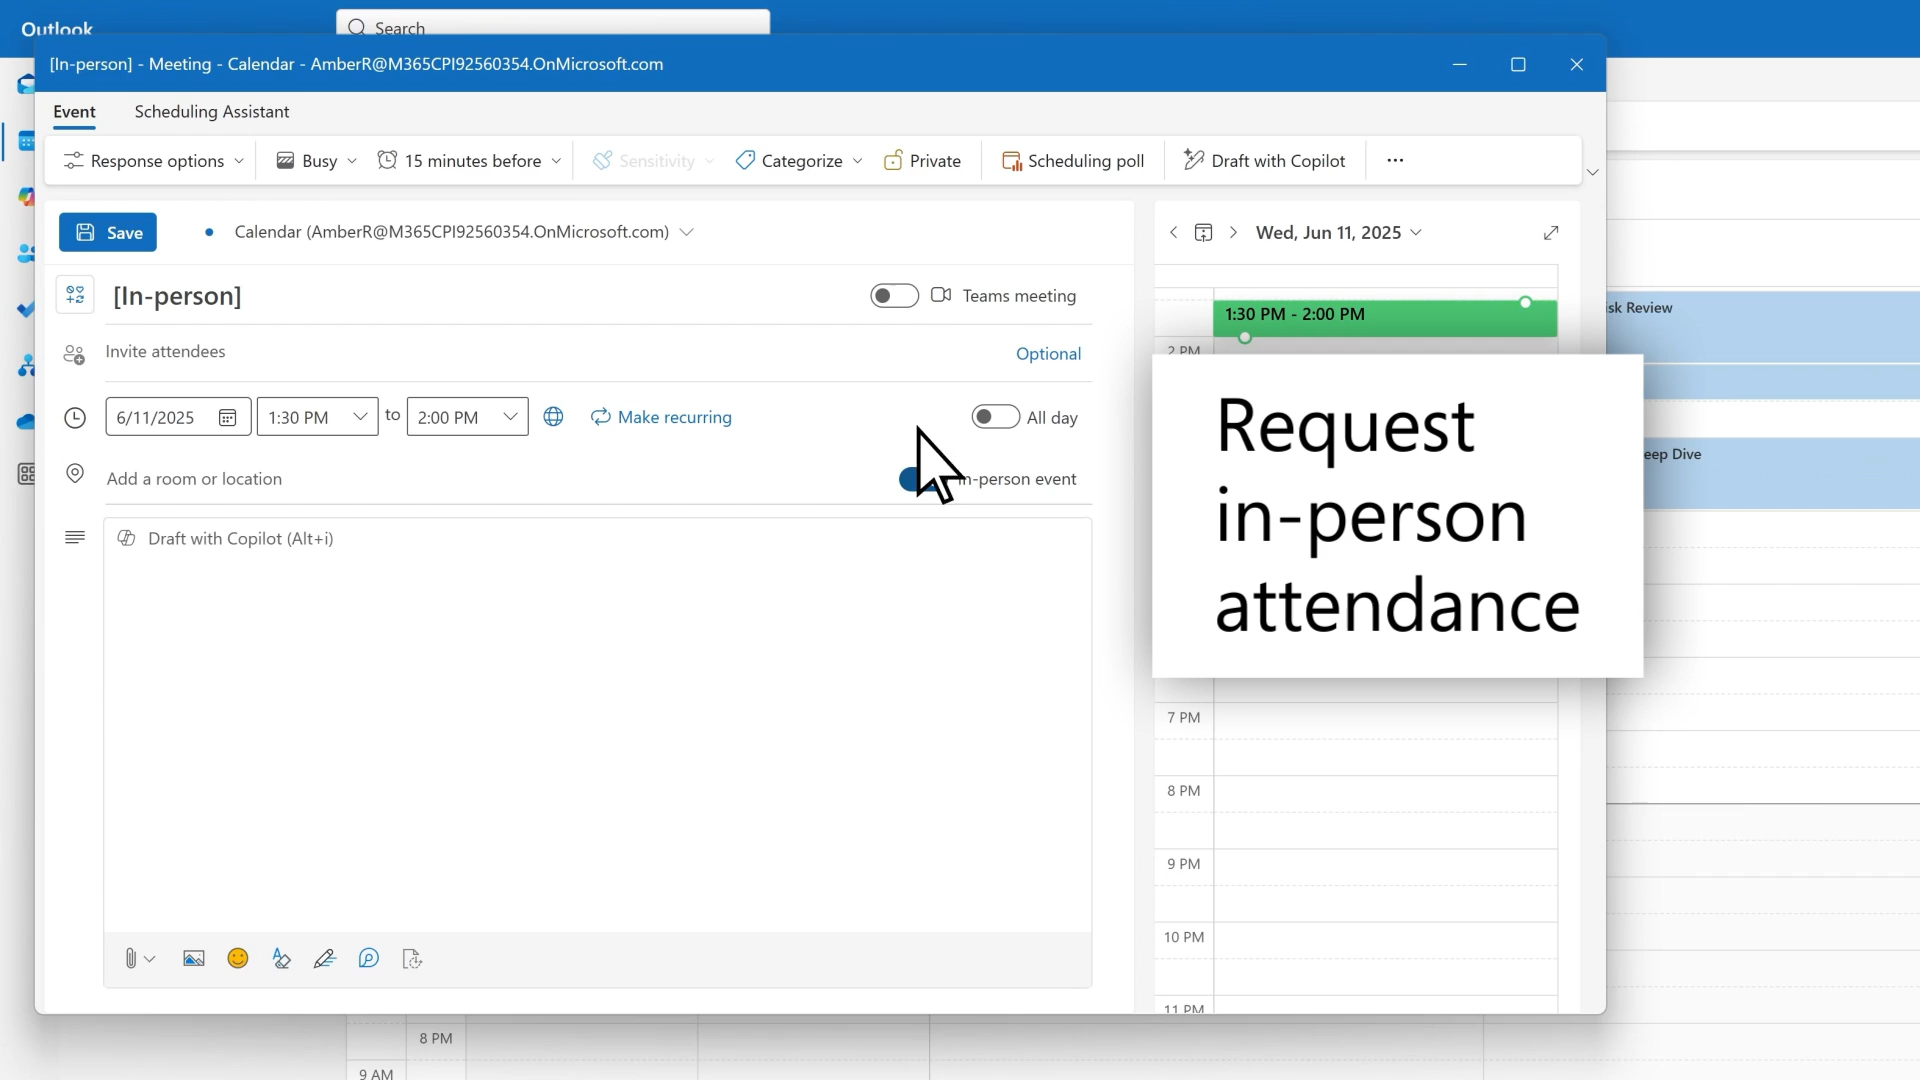 Outlook
Search
[In-person] - Meeting - Calendar - AmberR@M365CPI92560354.OnMicrosoft.com
Event
Scheduling Assistant
Response options
Busy
15 minutes before
Sensitivity
Categorize
Private
Scheduling poll
Draft with Copilot
Save
Calendar (AmberR@M365CPI92560354.OnMicrosoft.com)
Wed, Jun 11, 2025
[In-person]
Teams meeting
1:30 PM - 2:00 PM
isk Review
Invite attendees
Optional
2 PM
6/11/2025
1:30 PM
to
2:00 PM
Make recurring
All day
Add a room or location
n-person event
eep Dive
Request
in-person
attendance
Draft with Copilot (Alt+i)
7 PM
8 PM
9 PM
10 PM
11 PM
8 PM
9 AM